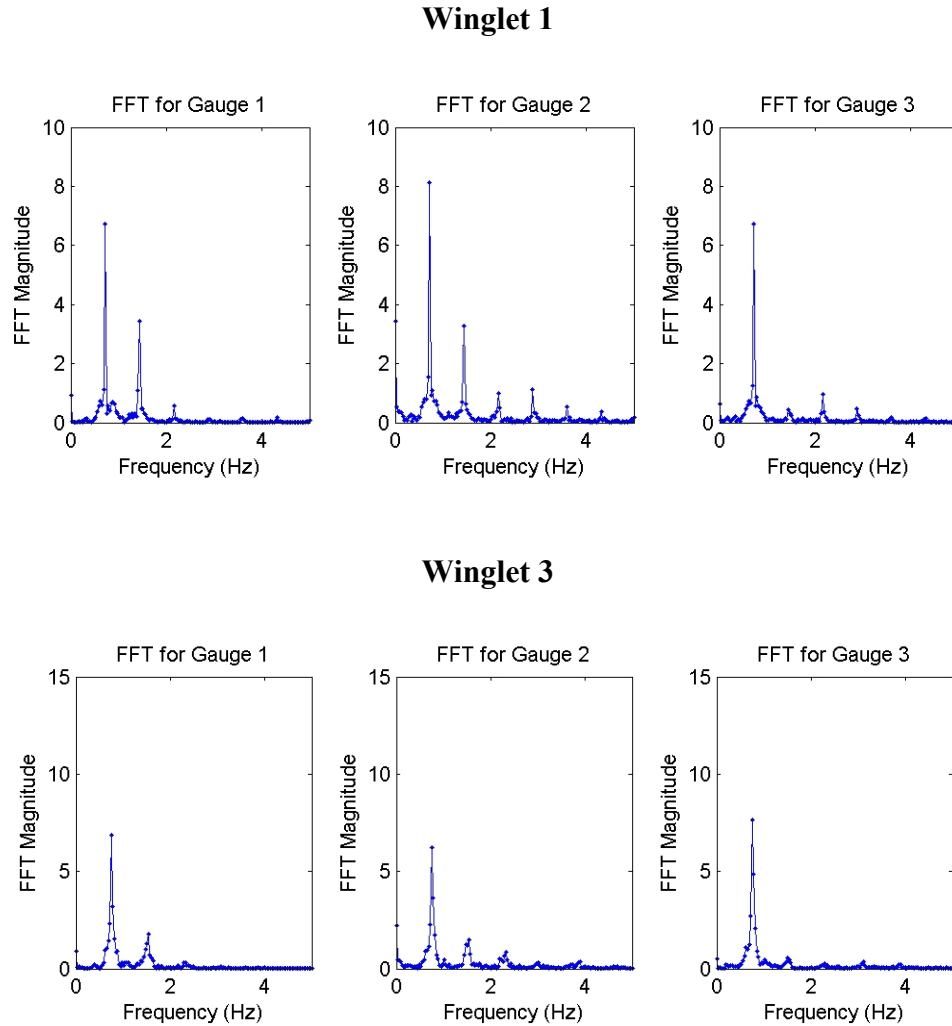 Winglet 1
FFT for Gauge 1
FFT for Gauge 2
FFT for Gauge 3
10
8
6
4
2
0
FFT Magnitude
0 2 4
Frequency (Hz)
10
8
6
4
2
0
FFT Magnitude
0 2 4
Frequency (Hz)
10
8
6
4
2
0
FFT Magnitude
0 2 4
Frequency (Hz)
Winglet 3
FFT for Gauge 1
FFT for Gauge 2
FFT for Gauge 3
15
10
5
0
FFT Magnitude
0 2 4
Frequency (Hz)
15
10
5
0
FFT Magnitude
0 2 4
Frequency (Hz)
15
10
5
0
FFT Magnitude
0 2 4
Frequency (Hz)